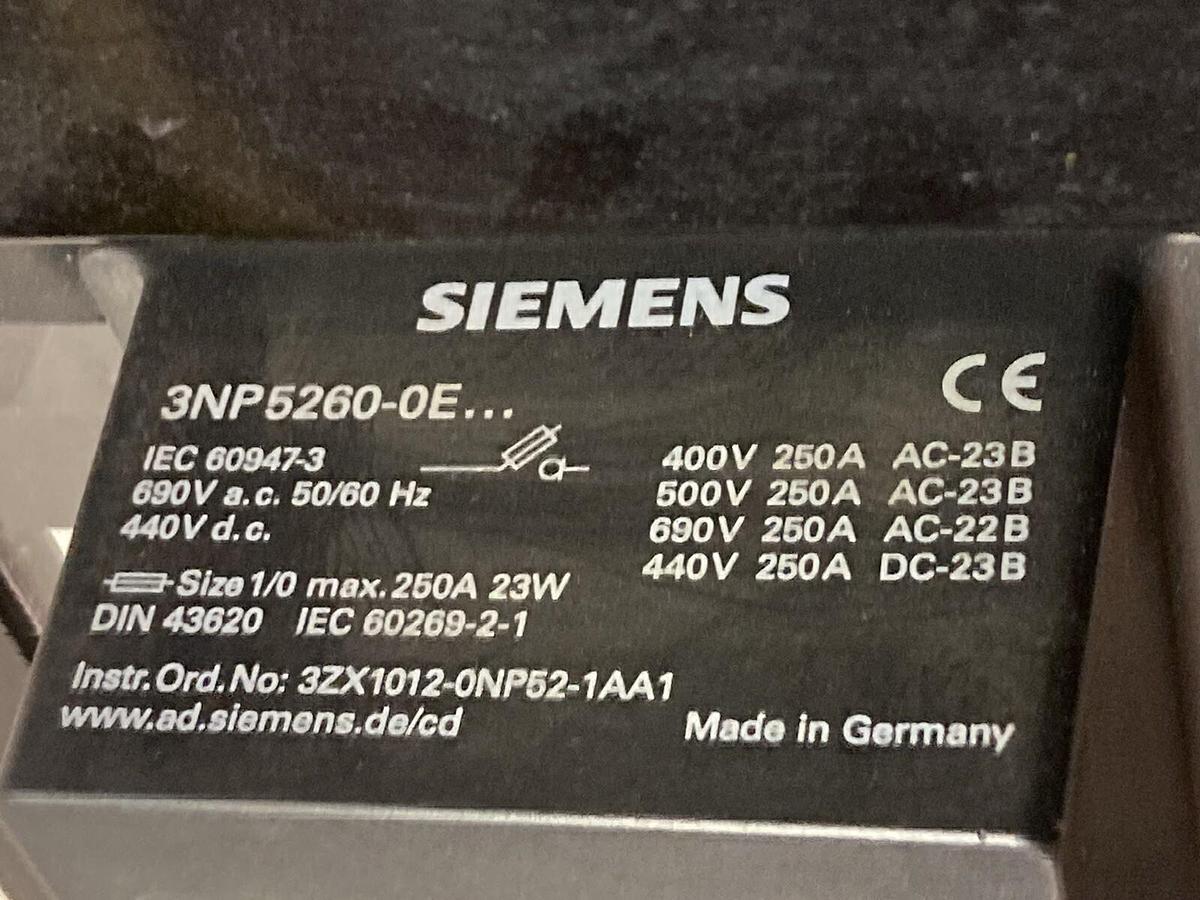 SIEMENS
CE
3NP5260-0E...
IEC 60947-3
690V a.c. 50/60 Hz
440V d.c.
400V 250A AC-23B
500V 250A AC-23B
690V 250A AC-22B
440V 250A DC-23B
Size 1/0 max. 250A 23W
DIN 43620 IEC 60269-2-1
Instr. Ord. No: 3ZX1012-0NP52-1AA1
www.ad.siemens.de/cd
Made in Germany